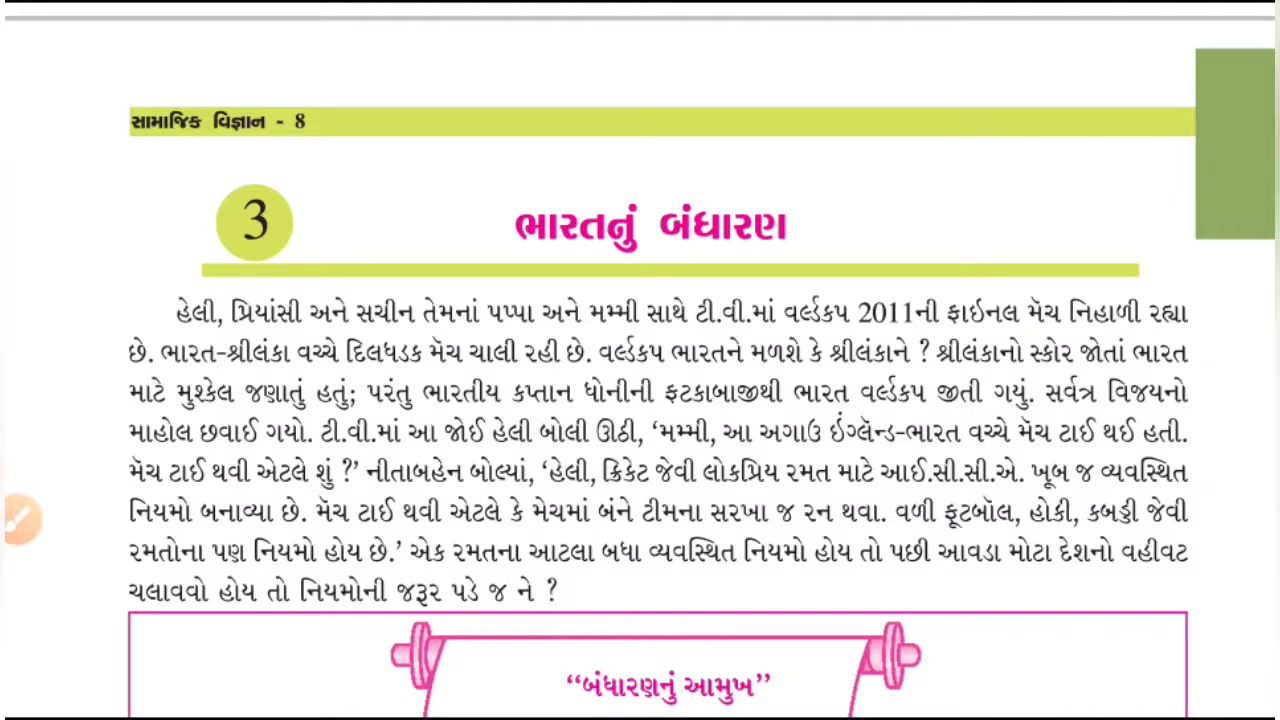 સામાજિક વિજ્ઞાન - 8
3
ભારતનું બંધારણ
હેલી, પ્રિયાંસી અને સચીન તેમનાં પપ્પા અને મમ્મી સાથે ટી.વી.માં વર્લ્ડકપ 2011ની ફાઇનલ મૅચ નિહાળી રહ્યા
છે. ભારત-શ્રીલંકા વચ્ચે દિલધડક મૅચ ચાલી રહી છે. વર્લ્ડકપ ભારતને મળશે કે શ્રીલંકાને ? શ્રીલંકાનો સ્કોર જોતાં ભારત
માટે મુશ્કેલ જણાતું હતું; પરંતુ ભારતીય કપ્તાન ધોનીની ફટકાબાજીથી ભારત વર્લ્ડકપ જીતી ગયું. સર્વત્ર વિજયનો
માહોલ છવાઈ ગયો. ટી.વી.માં આ જોઈ હેલી બોલી ઊઠી, ‘મમ્મી, આ અગાઉ ઇંગ્લૅન્ડ-ભારત વચ્ચે મૅચ ટાઈ થઈ હતી.
મૅચ ટાઈ થવી એટલે શું ?’ નીતાબહેન બોલ્યાં, ‘હેલી, ક્રિકેટ જેવી લોકપ્રિય રમત માટે આઈ.સી.સી.એ. ખૂબ જ વ્યવસ્થિત
નિયમો બનાવ્યા છે. મૅચ ટાઈ થવી એટલે કે મેચમાં બંને ટીમના સરખા જ રન થવા. વળી ફૂટબૉલ, હોકી, કબડ્ડી જેવી
રમતોના પણ નિયમો હોય છે.’ એક રમતના આટલા બધા વ્યવસ્થિત નિયમો હોય તો પછી આવડા મોટા દેશનો વહીવટ
ચલાવવો હોય તો નિયમોની જરૂર પડે જ ને ?
“બંધારણનું આમુખ”